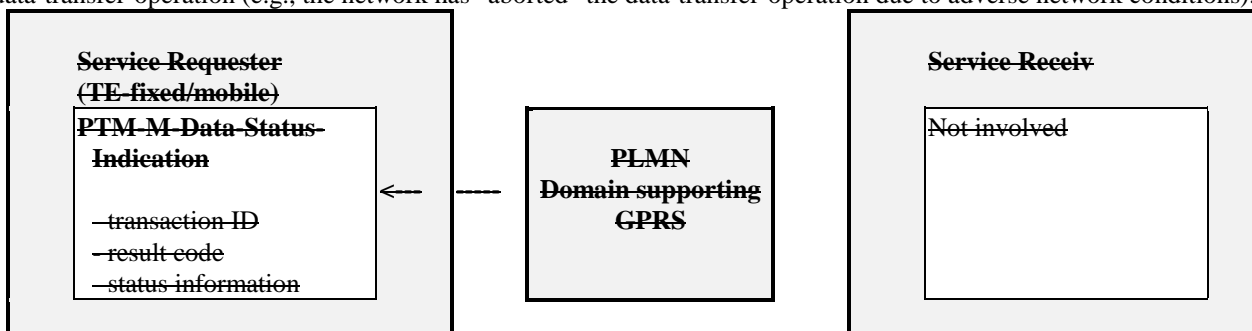 data-transfer operation (e.g., the network has "aborted" the data-transfer operation due to adverse network conditions).
Service Requester
(TE-fixed/mobile)
PTM-M-Data-Status-
Indication
- transaction ID
- result code
- status information
<--- -----
PLMN
Domain supporting
GPRS
Service Receiv
Not involved